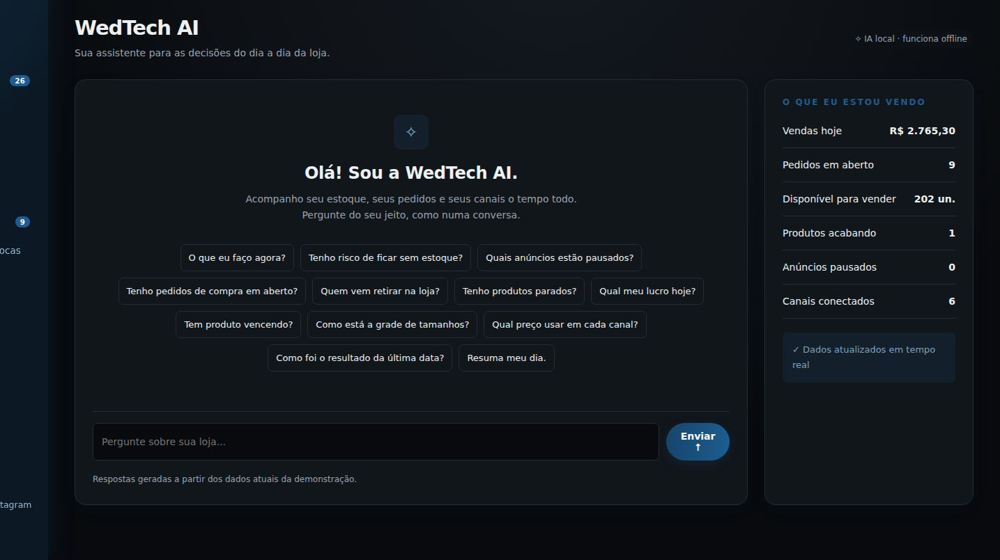 WedTech AI
Sua assistente para as decisões do dia a dia da loja.
✧ IA local · funciona offline
26
9
ocas
tagram
✧
Olá! Sou a WedTech AI.
Acompanho seu estoque, seus pedidos e seus canais o tempo todo.
Pergunte do seu jeito, como numa conversa.
O que eu faço agora?
Tenho risco de ficar sem estoque?
Quais anúncios estão pausados?
Tenho pedidos de compra em aberto?
Quem vem retirar na loja?
Tenho produtos parados?
Qual meu lucro hoje?
Tem produto vencendo?
Como está a grade de tamanhos?
Qual preço usar em cada canal?
Como foi o resultado da última data?
Resuma meu dia.
Pergunte sobre sua loja...
Enviar
↑
Respostas geradas a partir dos dados atuais da demonstração.
O QUE EU ESTOU VENDO
Vendas hoje R$ 2.765,30
Pedidos em aberto 9
Disponível para vender 202 un.
Produtos acabando 1
Anúncios pausados 0
Canais conectados 6
✓ Dados atualizados em tempo
real